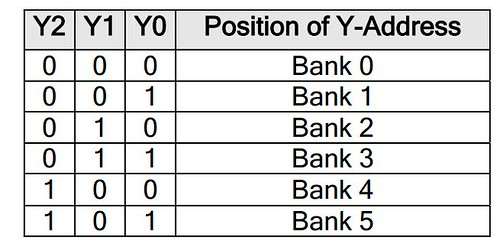 Y2 Y1 Y0 Position of Y-Address
0 0 0 Bank 0
0 0 1 Bank 1
0 1 0 Bank 2
0 1 1 Bank 3
1 0 0 Bank 4
1 0 1 Bank 5